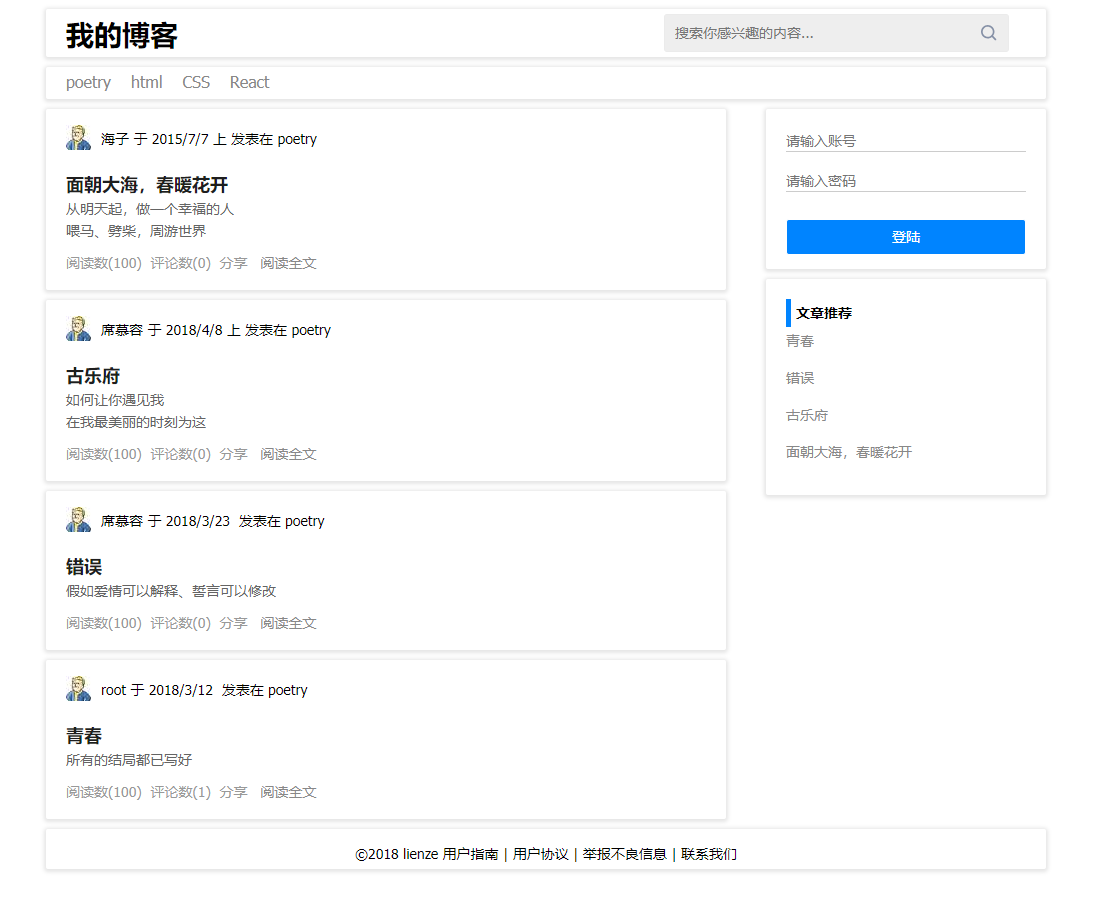 我的博客
搜索你感兴趣的内容...
poetry html CSS React
海子 于 2015/7/7 上 发表在 poetry
面朝大海，春暖花开
从明天起，做一个幸福的人
喂马、劈柴，周游世界
阅读数(100) 评论数(0) 分享 阅读全文
席慕容 于 2018/4/8 上 发表在 poetry
古乐府
如何让你遇见我
在我最美丽的时刻为这
阅读数(100) 评论数(0) 分享 阅读全文
席慕容 于 2018/3/23 发表在 poetry
错误
假如爱情可以解释、誓言可以修改
阅读数(100) 评论数(0) 分享 阅读全文
root 于 2018/3/12 发表在 poetry
青春
所有的结局都已写好
阅读数(100) 评论数(1) 分享 阅读全文
请输入账号
请输入密码
登陆
文章推荐
青春
错误
古乐府
面朝大海，春暖花开
©2018 lienze 用户指南 | 用户协议 | 举报不良信息 | 联系我们